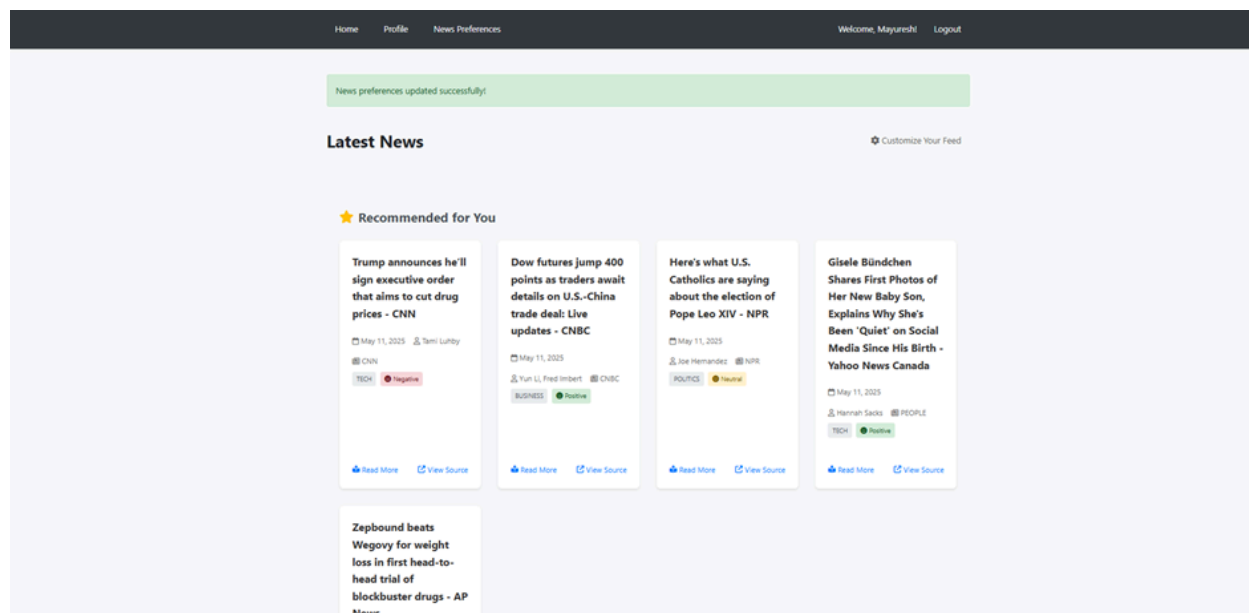 Home Profile News Preferences Welcome, Mayuresh! Logout
News preferences updated successfully!
Latest News
Customize Your Feed
Recommended for You
Trump announces he'll
sign executive order
that aims to cut drug
prices - CNN
May 11, 2025 Tami Luhby
CNN
TECH Negative
Read More View Source
Dow futures jump 400
points as traders await
details on U.S.-China
trade deal: Live
updates - CNBC
May 11, 2025
Yun Li, Fred Imbert CNBC
BUSINESS Positive
Read More View Source
Here's what U.S.
Catholics are saying
about the election of
Pope Leo XIV - NPR
May 11, 2025
Joe Hernandez NPR
POLITICS Neutral
Read More View Source
Gisele Bündchen
Shares First Photos of
Her New Baby Son,
Explains Why She's
Been 'Quiet' on Social
Media Since His Birth -
Yahoo News Canada
May 11, 2025
Hannah Sacks PEOPLE
TECH Positive
Read More View Source
Zepbound beats
Wegovy for weight
loss in first head-to-
head trial of
blockbuster drugs - AP
News